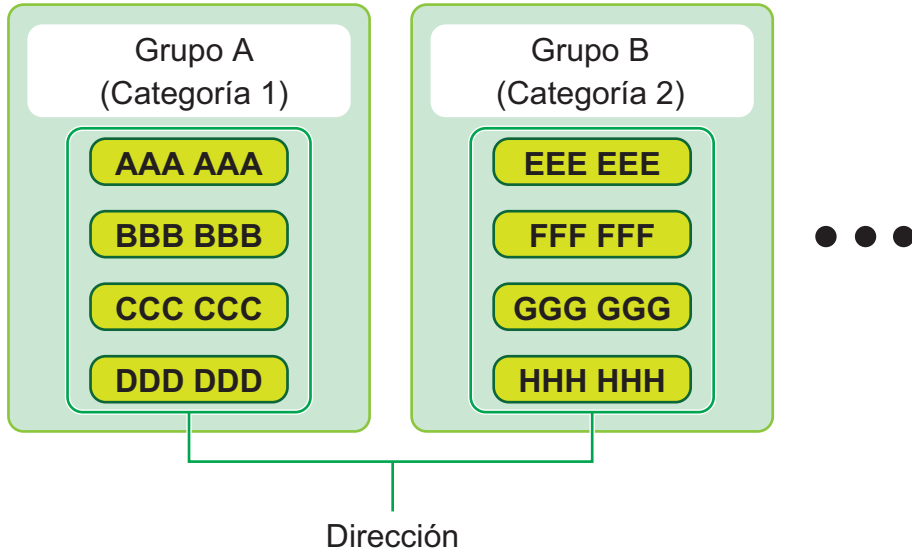 Grupo A
(Categoría 1)
AAA AAA
BBB BBB
CCC CCC
DDD DDD
Grupo B
(Categoría 2)
EEE EEE
FFF FFF
GGG GGG
HHH HHH
Dirección